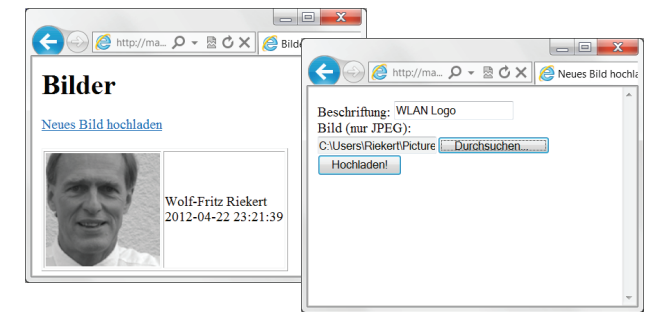 http://ma...
Bilde
Bilder
Neues Bild hochladen
Wolf-Fritz Riekert
2012-04-22 23:21:39
http://ma...
Neues Bild hochla
Beschriftung: WLAN Logo
Bild (nur JPEG):
C:\Users\Riekert\Picture Durchsuchen...
Hochladen!